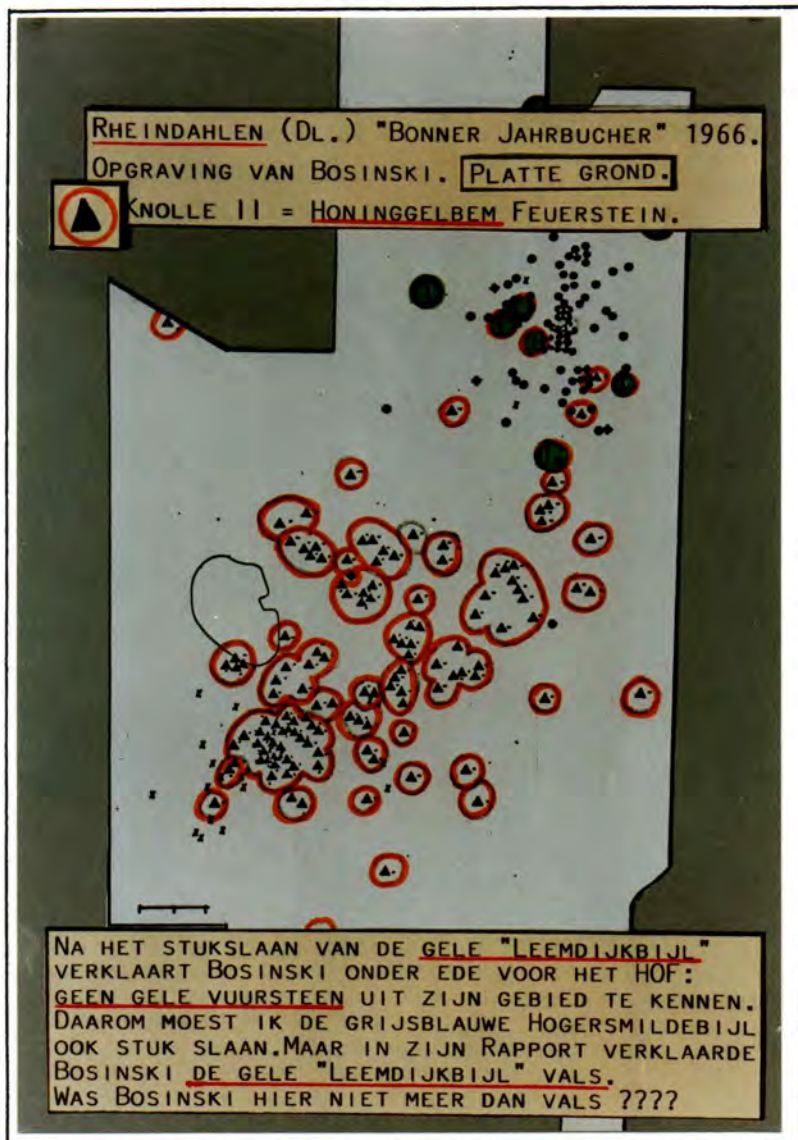 RHEINDAHLEN (DL.) "BONNER JAHRBUCHER" 1966.
OPGRAVING VAN BOSINSKI. PLATTE GROND.
KNOLLE II = HONINGGELBEM FEUERSTEIN.
NA HET STUKSLAAN VAN DE GELE "LEEMDIJKBIJL"
VERKLAART BOSINSKI ONDER EDE VOOR HET HOF:
GEEN GELE VUURSTEEN UIT ZIJN GEBIED TE KENNEN.
DAAROM MOEST IK DE GRIJSBLAUWE HOGERSMILDEBIJL
OOK STUK SLAAN.MAAR IN ZIJN RAPPORT VERKLAARDE
BOSINSKI DE GELE "LEEMDIJKBIJL" VALS.
WAS BOSINSKI HIER NIET MEER DAN VALS ????